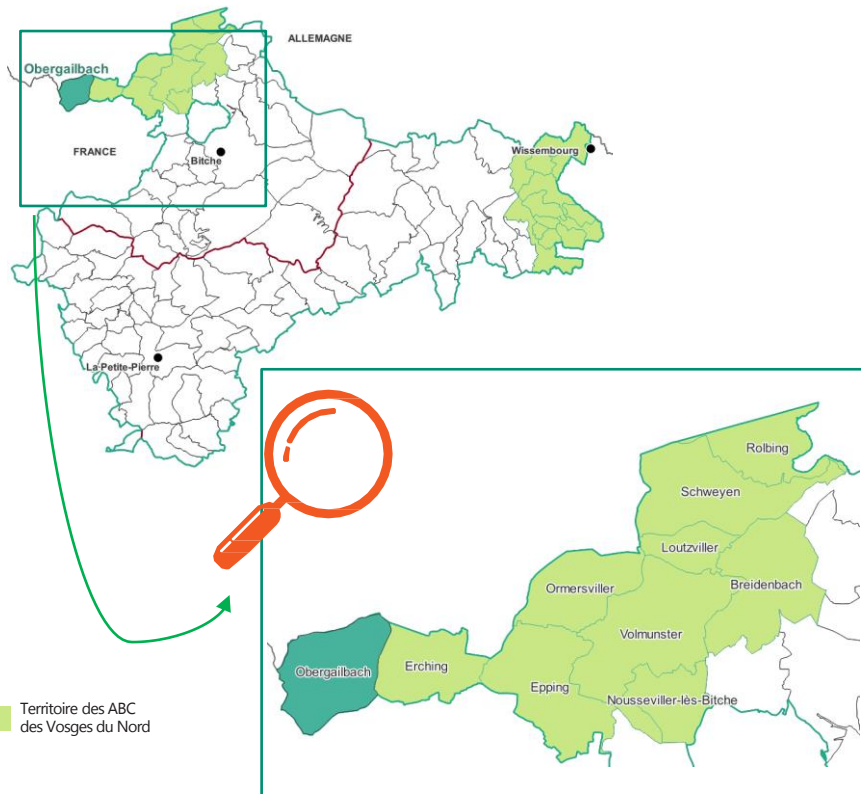 ALLEMAGNE
Obergailbach
FRANCE
Bitche
Wissembourg
La Petite-Pierre
Rolbing
Schweyen
Loutzviller
Ormersviller
Breidenbach
Volmunster
Obergailbach
Erching
Epping
Nousseviller-lès-Bitche
Territoire des ABC
des Vosges du Nord